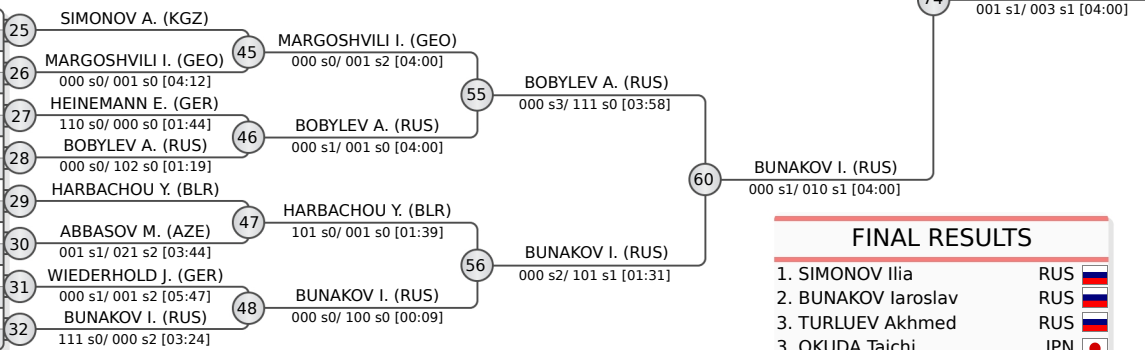 001 s1/ 003 s1 [04:00]
25
SIMONOV A. (KGZ)
45
MARGOSHVILI I. (GEO)
000 s0/ 001 s2 [04:00]
26
MARGOSHVILI I. (GEO)
000 s0/ 001 s0 [04:12]
55
BOBYLEV A. (RUS)
000 s3/ 111 s0 [03:58]
27
HEINEMANN E. (GER)
110 s0/ 000 s0 [01:44]
46
BOBYLEV A. (RUS)
000 s1/ 001 s0 [04:00]
28
BOBYLEV A. (RUS)
000 s0/ 102 s0 [01:19]
60
BUNAKOV I. (RUS)
000 s1/ 010 s1 [04:00]
29
HARBACHOU Y. (BLR)
47
HARBACHOU Y. (BLR)
101 s0/ 001 s0 [01:39]
30
ABBASOV M. (AZE)
001 s1/ 021 s2 [03:44]
56
BUNAKOV I. (RUS)
000 s2/ 101 s1 [01:31]
31
WIEDERHOLD J. (GER)
000 s1/ 001 s2 [05:47]
48
BUNAKOV I. (RUS)
000 s0/ 100 s0 [00:09]
32
BUNAKOV I. (RUS)
111 s0/ 000 s2 [03:24]
FINAL RESULTS
1. SIMONOV Ilia RUS
2. BUNAKOV Iaroslav RUS
3. TURLUEV Akhmed RUS
3. OKUDA Taichi JPN